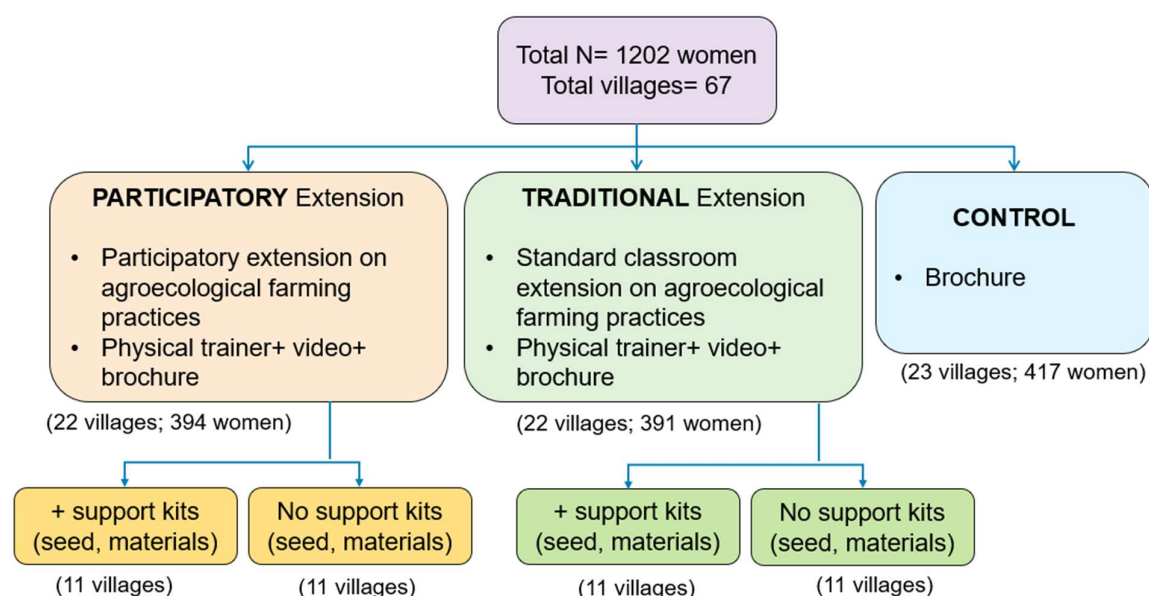 Total N= 1202 women
Total villages= 67
PARTICIPATORY Extension
• Participatory extension on
agroecological farming
practices
• Physical trainer+ video+
brochure
(22 villages; 394 women)
TRADITIONAL Extension
• Standard classroom
extension on agroecological
farming practices
• Physical trainer+ video+
brochure
(22 villages; 391 women)
CONTROL
• Brochure
(23 villages; 417 women)
+ support kits
(seed, materials)
(11 villages)
No support kits
(seed, materials)
(11 villages)
+ support kits
(seed, materials)
(11 villages)
No support kits
(seed, materials)
(11 villages)